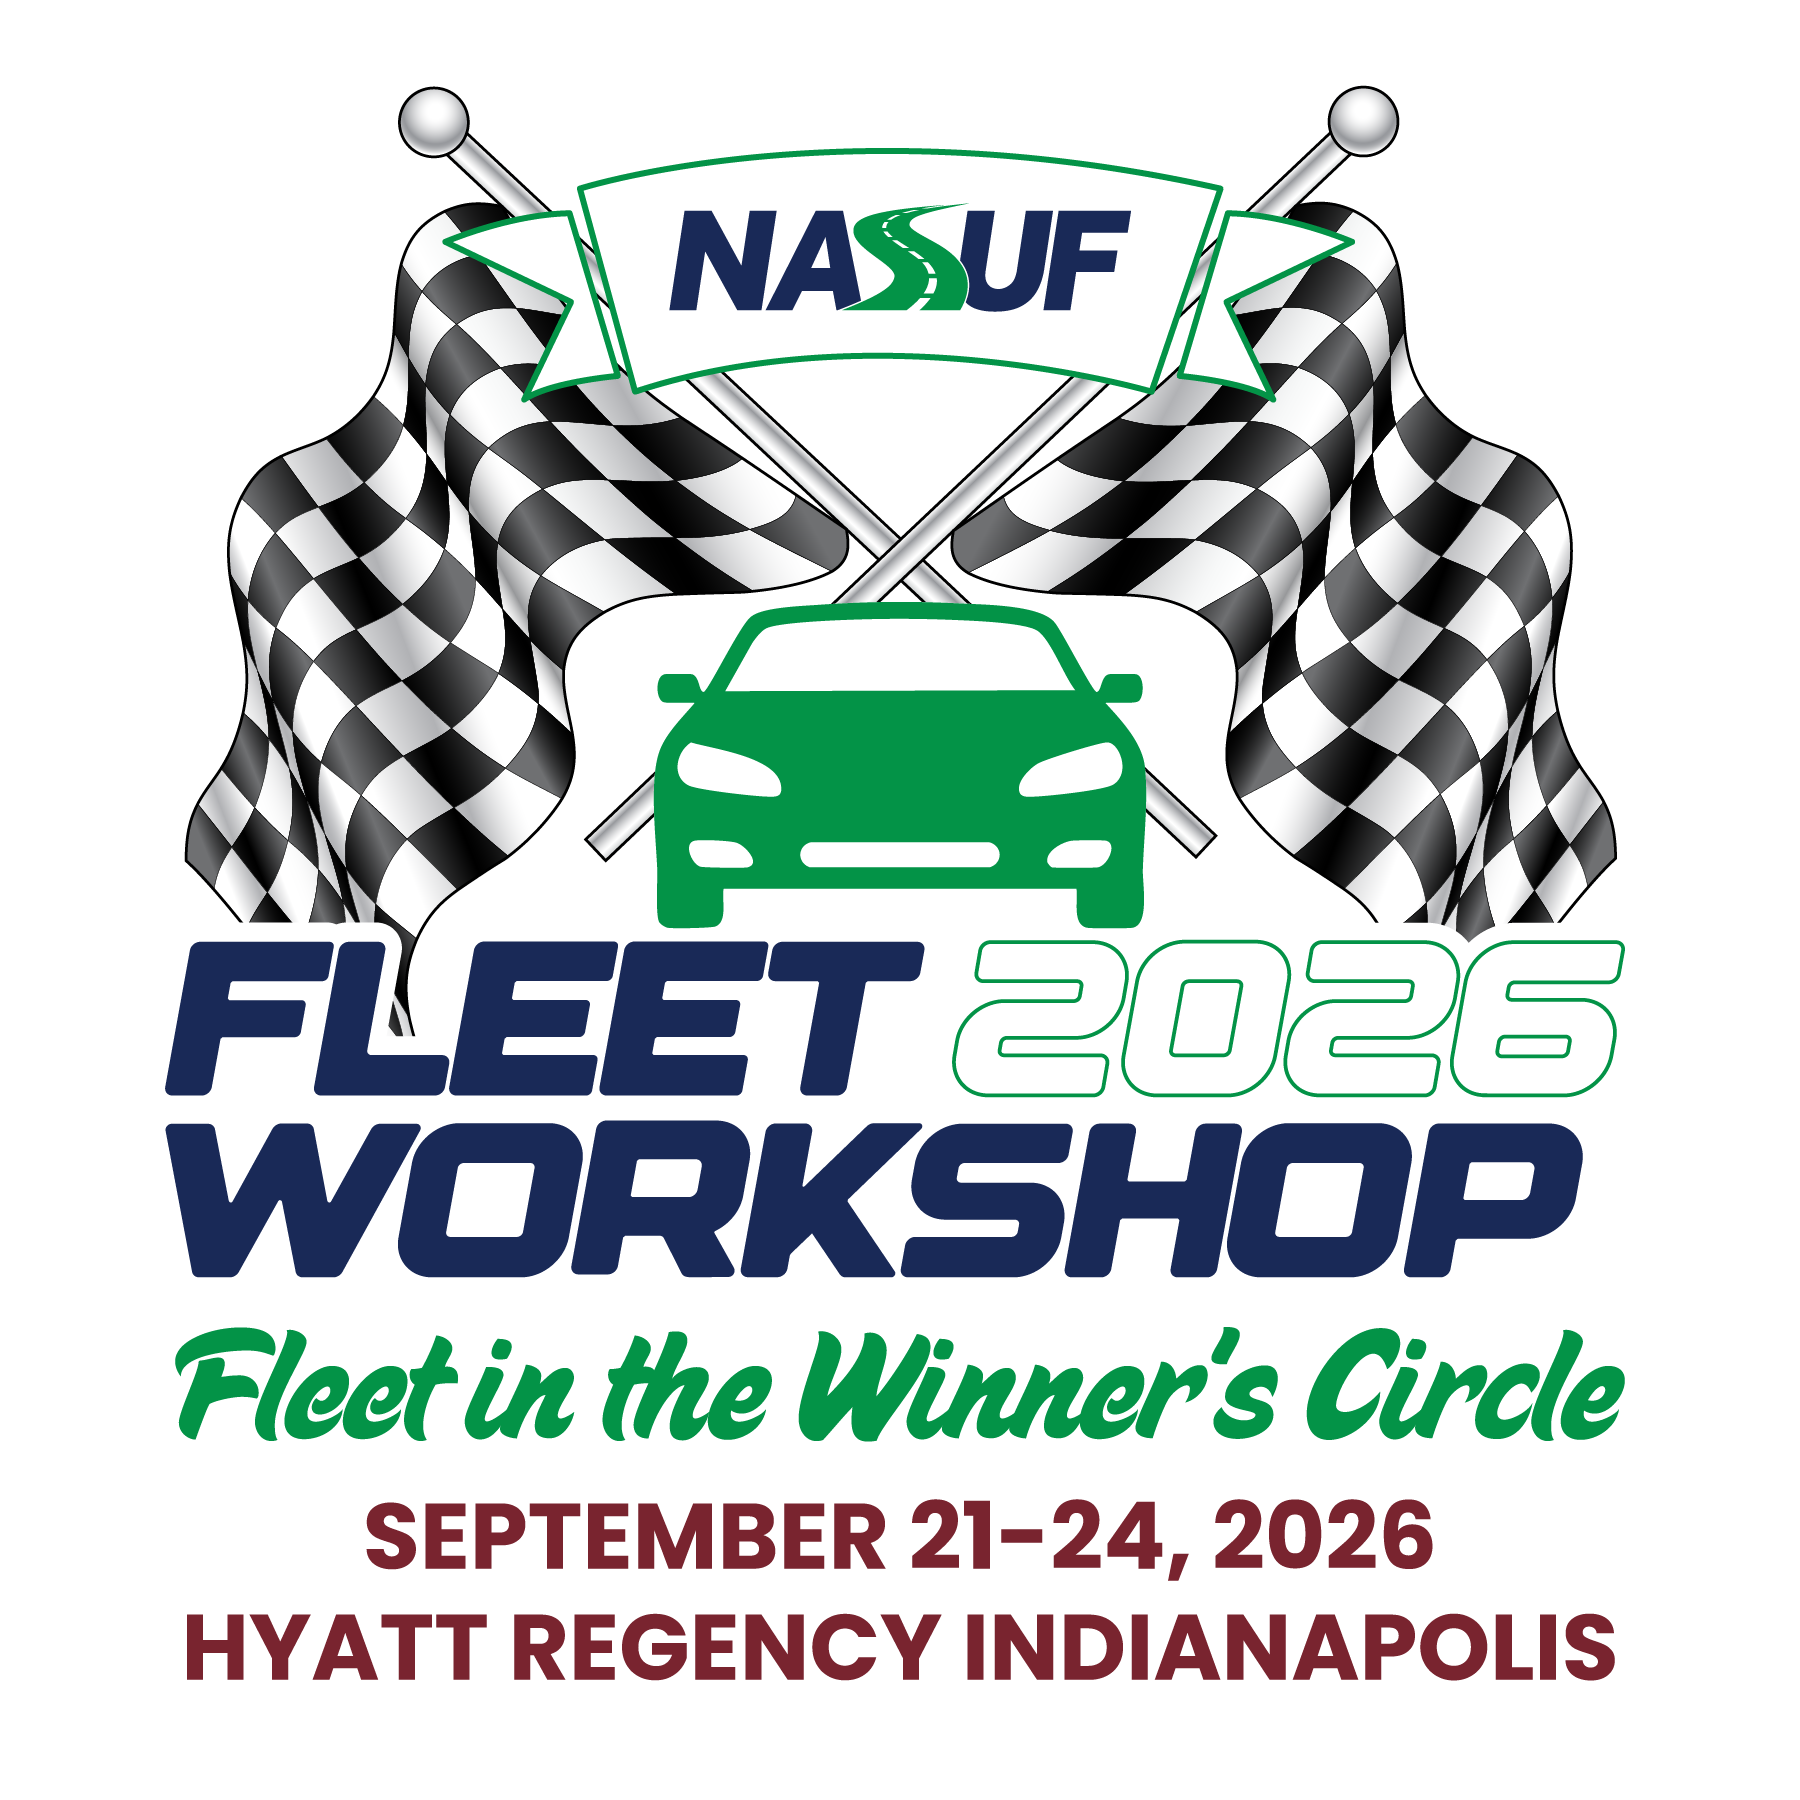 NASUF
FLEET 2026
WORKSHOP
Fleet in the Winner's Circle
SEPTEMBER 21-24, 2026
HYATT REGENCY INDIANAPOLIS